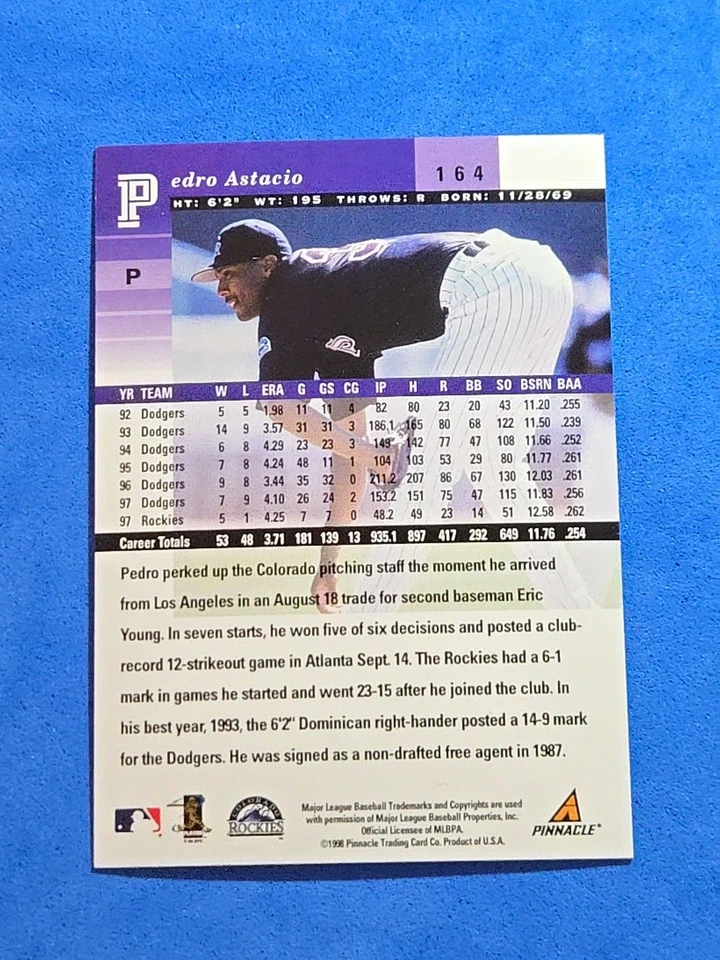 Pedro Astacio
164
HT: 6'2" WT: 195 THROWS: R BORN: 11/28/69
P
YR TEAM W L ERA G GS CG IP H R BB SO BSRN BAA
92 Dodgers 5 5 1.98 11 11 4 82 80 23 20 43 11.20 .255
93 Dodgers 14 9 3.57 31 31 3 186.1 165 80 68 122 11.50 .239
94 Dodgers 6 8 4.29 23 23 3 149 142 77 47 108 11.66 .252
95 Dodgers 7 8 4.24 48 11 1 104 103 53 29 80 11.77 .261
96 Dodgers 9 8 3.44 35 32 0 211.2 207 86 67 130 12.03 .261
97 Dodgers 7 9 4.10 26 24 2 153.2 151 75 47 115 11.83 .256
97 Rockies 5 1 4.25 7 7 0 48.2 49 23 14 51 12.58 .262
Career Totals 53 48 3.71 181 139 13 935.1 897 417 292 649 11.76 .254
Pedro perked up the Colorado pitching staff the moment he arrived
from Los Angeles in an August 18 trade for second baseman Eric
Young. In seven starts, he won five of six decisions and posted a club-
record 12-strikeout game in Atlanta Sept. 14. The Rockies had a 6-1
mark in games he started and went 23-15 after he joined the club. In
his best year, 1993, the 6'2" Dominican right-hander posted a 14-9 mark
for the Dodgers. He was signed as a non-drafted free agent in 1987.
COLORADO
ROCKIES
Major League Baseball Trademarks and Copyrights are used
with permission of Major League Baseball Properties, Inc.
Official Licensee of MLBPA.
©1998 Pinnacle Trading Card Co. Product of U.S.A.
PINNACLE